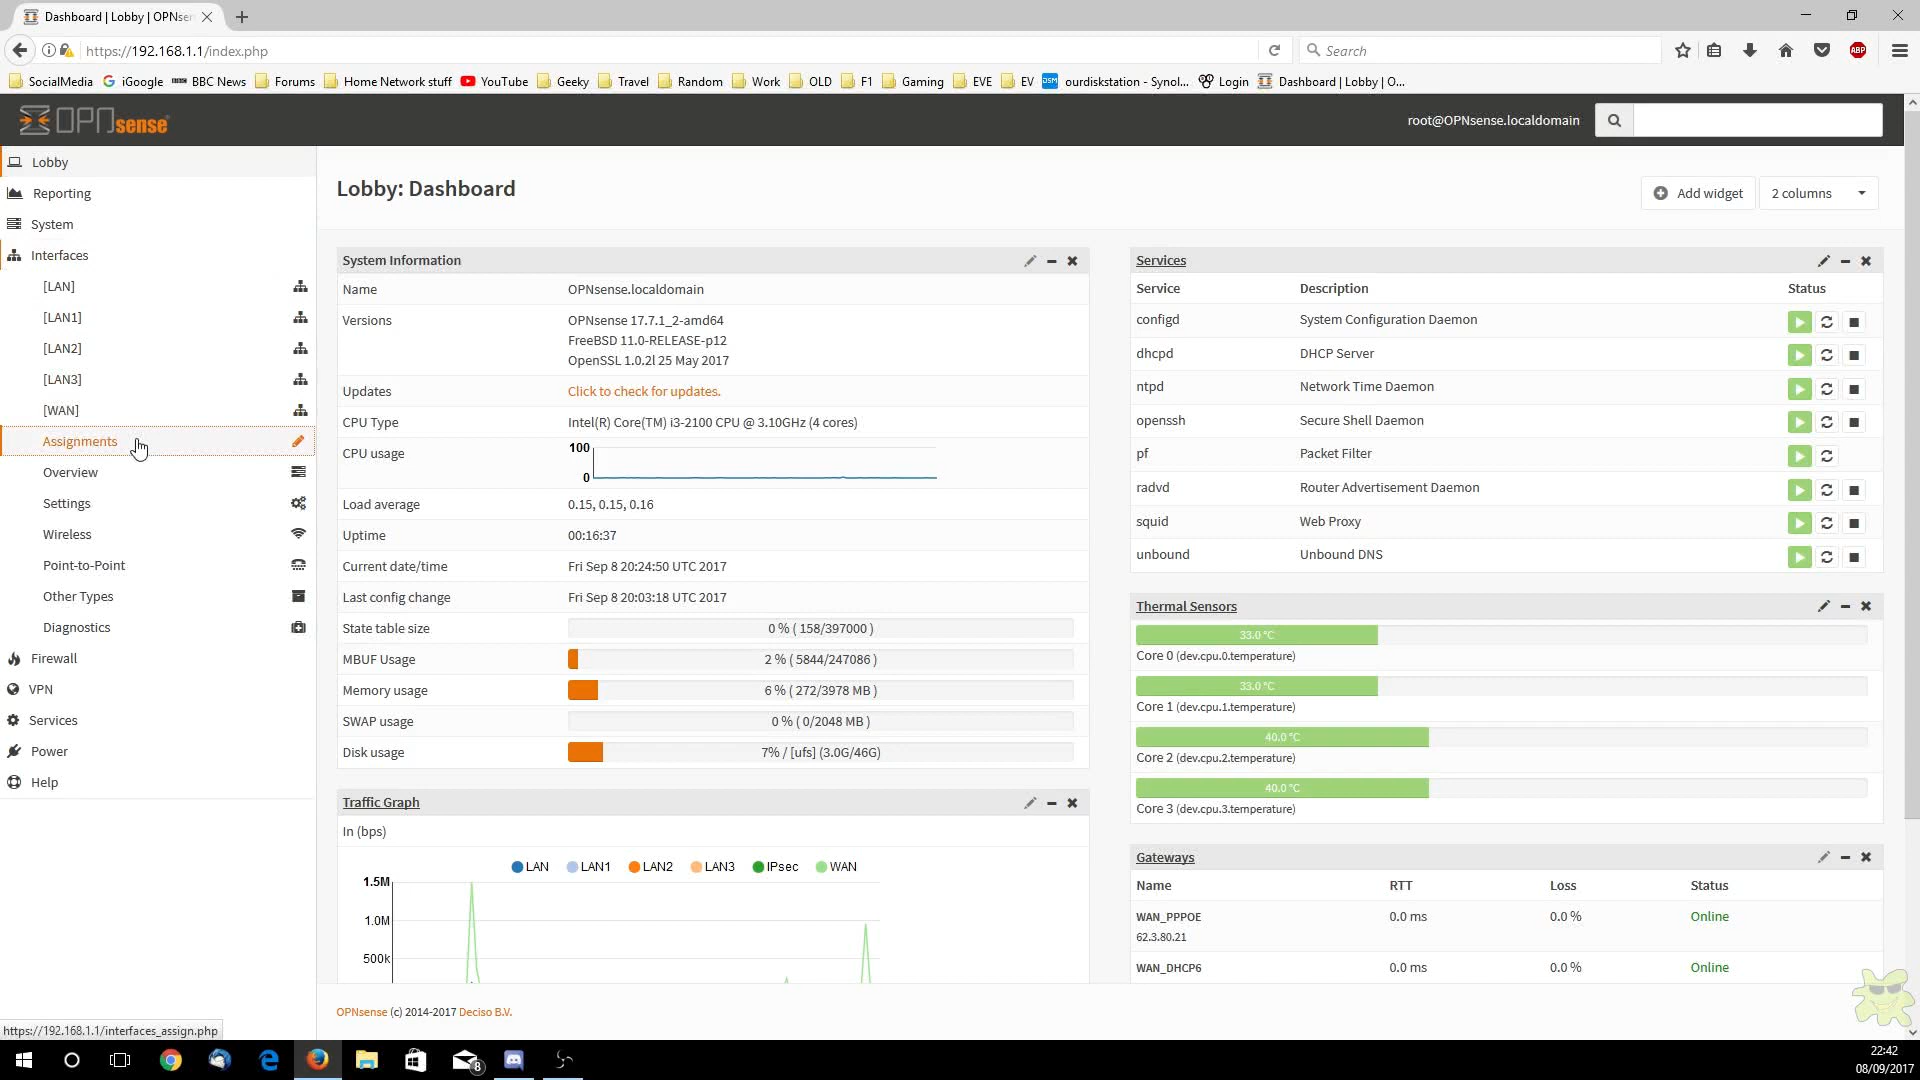 Dashboard | Lobby | OPNser
https://192.168.1.1/index.php
Search
SocialMedia
iGoogle
BBC News
Forums
Home Network stuff
YouTube
Geeky
Travel
Random
Work
OLD
F1
Gaming
EVE
EV
ourdiskstation - Synol...
Login
Dashboard | Lobby | O...
OPNsense
root@OPNsense.localdomain
Lobby
Reporting
System
Interfaces
[LAN]
[LAN1]
[LAN2]
[LAN3]
[WAN]
Assignments
Overview
Settings
Wireless
Point-to-Point
Other Types
Diagnostics
Firewall
VPN
Services
Power
Help
Lobby: Dashboard
Add widget
2 columns
System Information
Name OPNsense.localdomain
Versions OPNsense 17.7.1_2-amd64
FreeBSD 11.0-RELEASE-p12
OpenSSL 1.0.2l 25 May 2017
Updates Click to check for updates.
CPU Type Intel(R) Core(TM) i3-2100 CPU @ 3.10GHz (4 cores)
CPU usage
100
0
Load average 0.15, 0.15, 0.16
Uptime 00:16:37
Current date/time Fri Sep 8 20:24:50 UTC 2017
Last config change Fri Sep 8 20:03:18 UTC 2017
State table size 0 % ( 158/397000 )
MBUF Usage 2 % ( 5844/247086 )
Memory usage 6 % ( 272/3978 MB )
SWAP usage 0 % ( 0/2048 MB )
Disk usage 7% / [ufs] (3.0G/46G)
Traffic Graph
In (bps)
LAN LAN1 LAN2 LAN3 IPsec WAN
1.5M
1.0M
500k
Services
Service Description Status
configd System Configuration Daemon
dhcpd DHCP Server
ntpd Network Time Daemon
openssh Secure Shell Daemon
pf Packet Filter
radvd Router Advertisement Daemon
squid Web Proxy
unbound Unbound DNS
Thermal Sensors
33.0 °C
Core 0 (dev.cpu.0.temperature)
33.0 °C
Core 1 (dev.cpu.1.temperature)
40.0 °C
Core 2 (dev.cpu.2.temperature)
40.0 °C
Core 3 (dev.cpu.3.temperature)
Gateways
Name RTT Loss Status
WAN_PPPOE 0.0 ms 0.0 % Online
62.3.80.21
WAN_DHCP6 0.0 ms 0.0 % Online
OPNsense (c) 2014-2017 Deciso B.V.
https://192.168.1.1/interfaces_assign.php
8
22:42
08/09/2017
ABP
DSM